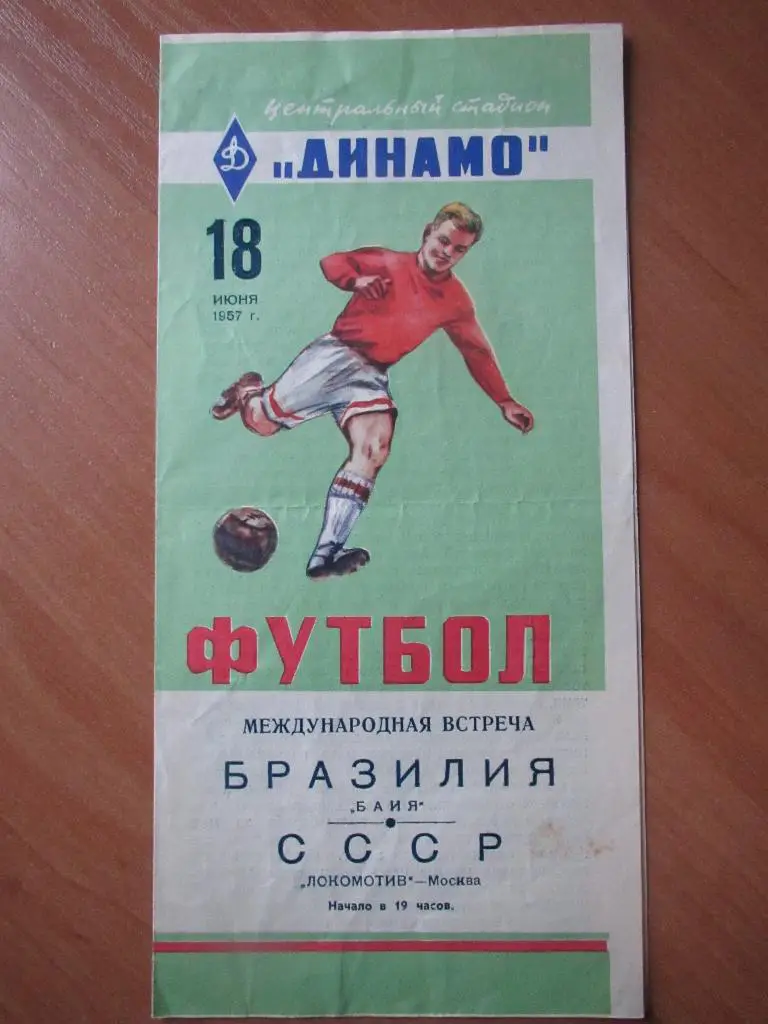 Центральный стадион
Д
„ДИНАМО"
18
ИЮНЯ
1957 г.
ФУТБОЛ
МЕЖДУНАРОДНАЯ ВСТРЕЧА
БРАЗИЛИЯ
„БАИЯ"
СССР
„ЛОКОМОТИВ"—Москва
Начало в 19 часов.